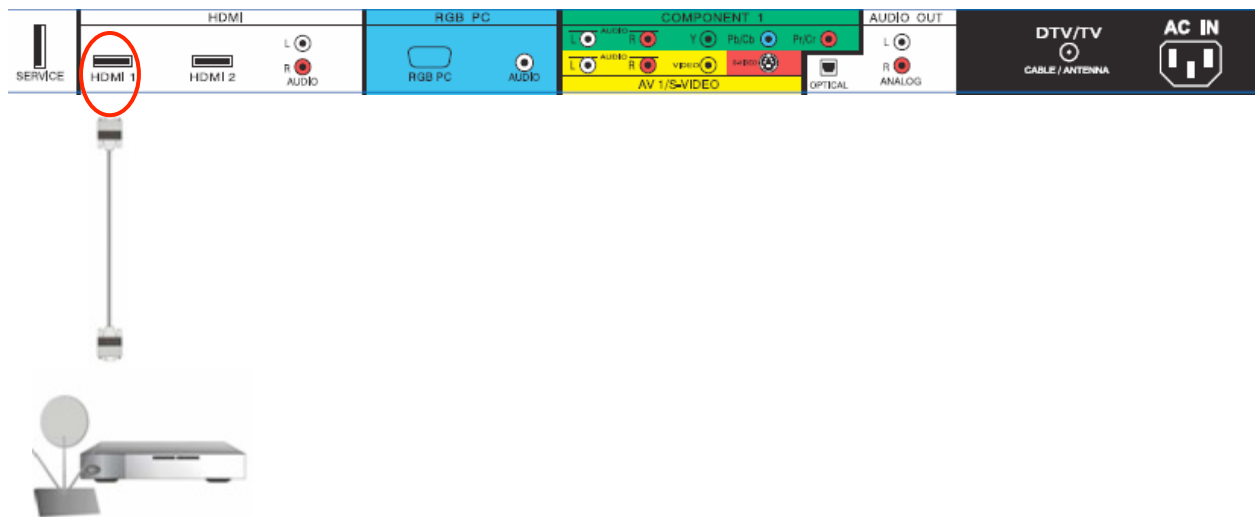 HDMI
RGB PC
COMPONENT 1
AUDIO OUT
SERVICE
HDMI 1
HDMI 2
L
R
AUDIO
RGB PC
AUDIO
L
AUDIO
R
Y
Pb/Cb
Pr/Cr
L
AUDIO
R
VIDEO
S-VIDEO
AV 1/S-VIDEO
OPTICAL
L
R
ANALOG
DTV/TV
CABLE / ANTENNA
AC IN